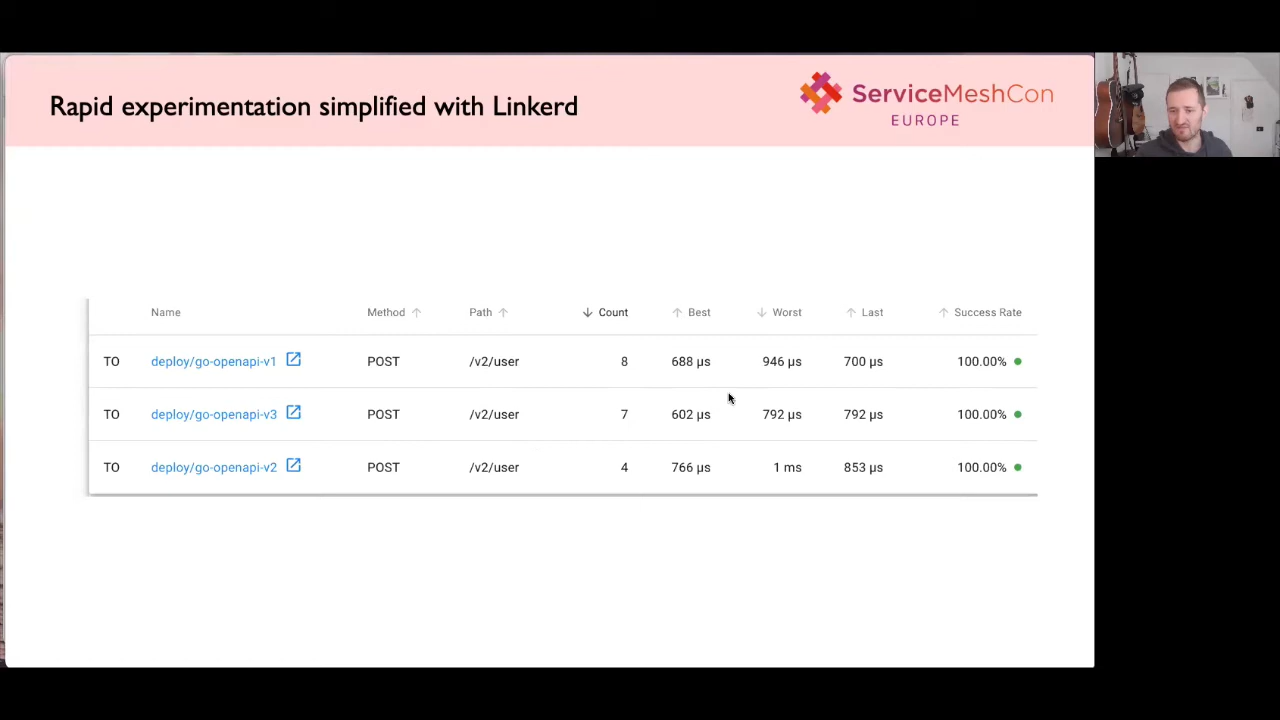 Rapid experimentation simplified with Linkerd
ServiceMeshCon
EUROPE
Name Method Path Count Best Worst Last Success Rate
TO deploy/go-openapi-v1 POST /v2/user 8 688 µs 946 µs 700 µs 100.00%
TO deploy/go-openapi-v3 POST /v2/user 7 602 µs 792 µs 792 µs 100.00%
TO deploy/go-openapi-v2 POST /v2/user 4 766 µs 1 ms 853 µs 100.00%